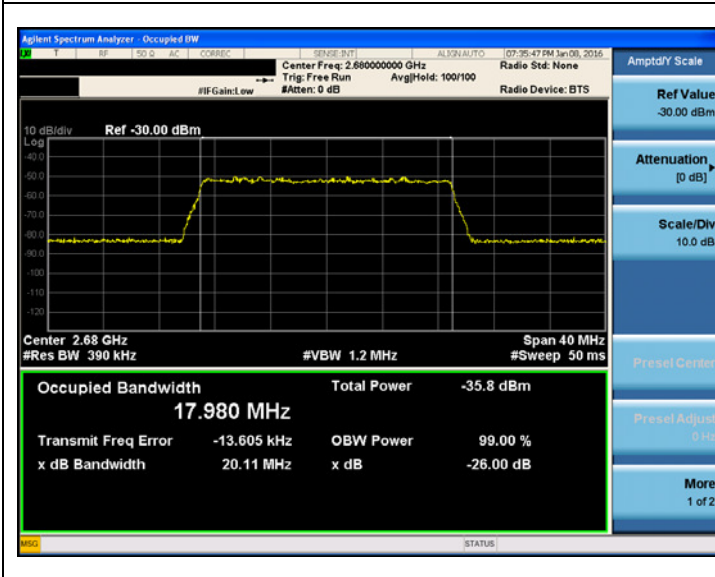 Agilent Spectrum Analyzer - Occupied BW
LXI T RF 50 Ω AC CORREC SENSE:INT ALIGN AUTO 07:35:47 PM Jan 08, 2016
Center Freq: 2.680000000 GHz Radio Std: None
Trig: Free Run Avg|Hold: 100/100
#IFGain:Low #Atten: 0 dB Radio Device: BTS
10 dB/div Ref -30.00 dBm
Log
-40.0
-50.0
-60.0
-70.0
-80.0
-90.0
-100
-110
-120
Center 2.68 GHz Span 40 MHz
#Res BW 390 kHz #VBW 1.2 MHz #Sweep 50 ms
Occupied Bandwidth Total Power -35.8 dBm
17.980 MHz
Transmit Freq Error -13.605 kHz OBW Power 99.00 %
x dB Bandwidth 20.11 MHz x dB -26.00 dB
MSG STATUS
Amptd/Y Scale
Ref Value
-30.00 dBm
Attenuation
[0 dB]
Scale/Div
10.0 dB
Presel Center
Presel Adjust
0 Hz
More
1 of 2